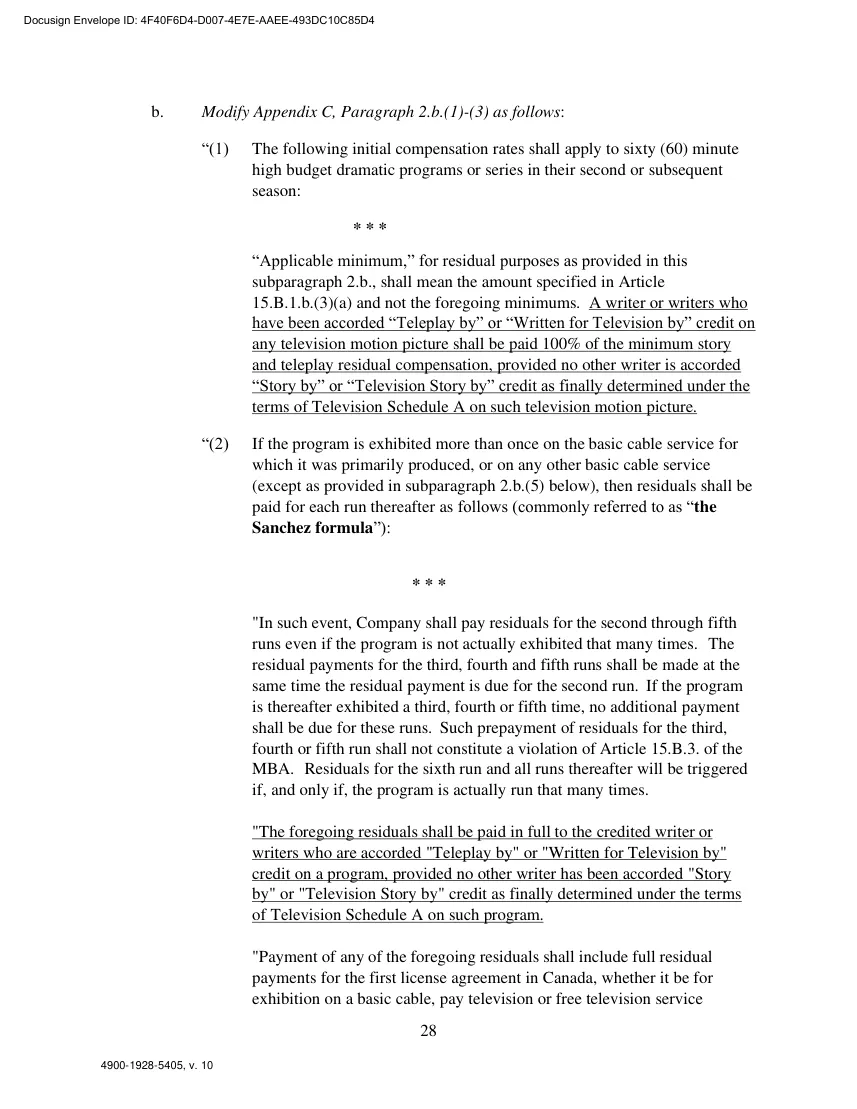 Docusign Envelope ID: 4F40F6D4-D007-4E7E-AAEE-493DC10C85D4
b. Modify Appendix C, Paragraph 2.b.(1)-(3) as follows:
“(1) The following initial compensation rates shall apply to sixty (60) minute
high budget dramatic programs or series in their second or subsequent
season:
* * *
“Applicable minimum,” for residual purposes as provided in this
subparagraph 2.b., shall mean the amount specified in Article
15.B.1.b.(3)(a) and not the foregoing minimums. A writer or writers who
have been accorded “Teleplay by” or “Written for Television by” credit on
any television motion picture shall be paid 100% of the minimum story
and teleplay residual compensation, provided no other writer is accorded
“Story by” or “Television Story by” credit as finally determined under the
terms of Television Schedule A on such television motion picture.
“(2) If the program is exhibited more than once on the basic cable service for
which it was primarily produced, or on any other basic cable service
(except as provided in subparagraph 2.b.(5) below), then residuals shall be
paid for each run thereafter as follows (commonly referred to as “the
Sanchez formula”):
* * *
"In such event, Company shall pay residuals for the second through fifth
runs even if the program is not actually exhibited that many times. The
residual payments for the third, fourth and fifth runs shall be made at the
same time the residual payment is due for the second run. If the program
is thereafter exhibited a third, fourth or fifth time, no additional payment
shall be due for these runs. Such prepayment of residuals for the third,
fourth or fifth run shall not constitute a violation of Article 15.B.3. of the
MBA. Residuals for the sixth run and all runs thereafter will be triggered
if, and only if, the program is actually run that many times.
"The foregoing residuals shall be paid in full to the credited writer or
writers who are accorded "Teleplay by" or "Written for Television by"
credit on a program, provided no other writer has been accorded "Story
by" or "Television Story by" credit as finally determined under the terms
of Television Schedule A on such program.
"Payment of any of the foregoing residuals shall include full residual
payments for the first license agreement in Canada, whether it be for
exhibition on a basic cable, pay television or free television service
28
4900-1928-5405, v. 10